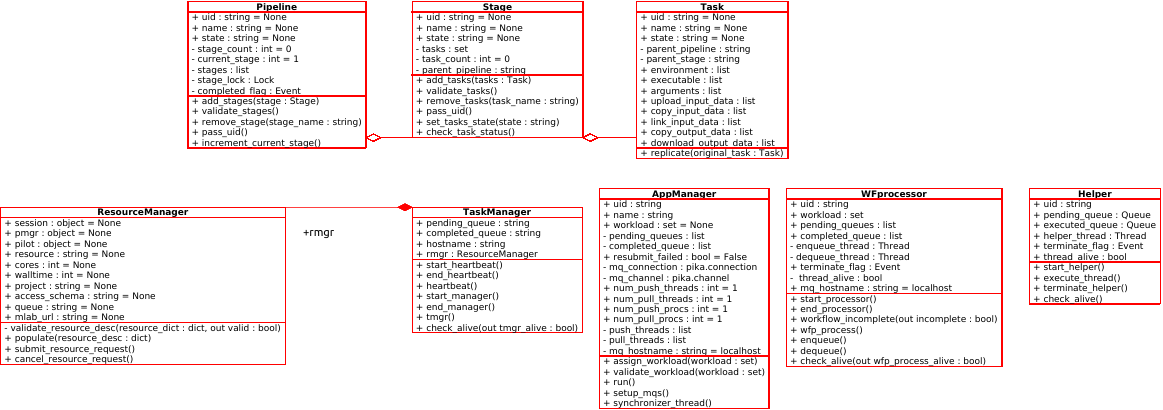 Pipeline
+ uid : string = None
+ name : string = None
+ state : string = None
- stage_count : int = 0
- current_stage : int = 1
- stages : list
- stage_lock : Lock
- completed_flag : Event
+ add_stages(stage : Stage)
+ validate_stages()
+ remove_stage(stage_name : string)
+ pass_uid()
+ increment_current_stage()
Stage
+ uid : string = None
+ name : string = None
+ state : string = None
- tasks : set
- task_count : int = 0
- parent_pipeline : string
+ add_tasks(tasks : Task)
+ validate_tasks()
+ remove_tasks(task_name : string)
+ pass_uid()
+ set_tasks_state(state : string)
+ check_task_status()
Task
+ uid : string = None
+ name : string = None
+ state : string = None
- parent_pipeline : string
- parent_stage : string
+ environment : list
+ executable : list
+ arguments : list
+ upload_input_data : list
+ copy_input_data : list
+ link_input_data : list
+ copy_output_data : list
+ download_output_data : list
+ replicate(original_task : Task)
ResourceManager
+ session : object = None
+ pmgr : object = None
+ pilot : object = None
+ resource : string = None
+ cores : int = None
+ walltime : int = None
+ project : string = None
+ access_schema : string = None
+ queue : string = None
+ mlab_url : string = None
- validate_resource_desc(resource_dict : dict, out valid : bool)
+ populate(resource_desc : dict)
+ submit_resource_request()
+ cancel_resource_request()
+rmgr
TaskManager
+ pending_queue : string
+ completed_queue : string
+ hostname : string
+ rmgr : ResourceManager
+ start_heartbeat()
+ end_heartbeat()
+ heartbeat()
+ start_manager()
+ end_manager()
+ tmgr()
+ check_alive(out tmgr_alive : bool)
AppManager
+ uid : string
+ name : string
+ workload : set = None
- pending_queues : list
- completed_queue : list
+ resubmit_failed : bool = False
- mq_connection : pika.connection
- mq_channel : pika.channel
+ num_push_threads : int = 1
+ num_pull_threads : int = 1
+ num_push_procs : int = 1
+ num_pull_procs : int = 1
- push_threads : list
- pull_threads : list
- mq_hostname : string = localhost
+ assign_workload(workload : set)
+ validate_workload(workload : set)
+ run()
+ setup_mqs()
+ synchronizer_thread()
WFprocessor
+ uid : string
+ workload : set
+ pending_queues : list
+ completed_queue : list
- enqueue_thread : Thread
- dequeue_thread : Thread
+ terminate_flag : Event
- thread_alive : bool
+ mq_hostname : string = localhost
+ start_processor()
+ end_processor()
+ workflow_incomplete(out incomplete : bool)
+ wfp_process()
+ enqueue()
+ dequeue()
+ check_alive(out wfp_process_alive : bool)
Helper
+ uid : string
+ pending_queue : Queue
+ executed_queue : Queue
+ helper_thread : Thread
+ terminate_flag : Event
+ thread_alive : bool
+ start_helper()
+ execute_thread()
+ terminate_helper()
+ check_alive()